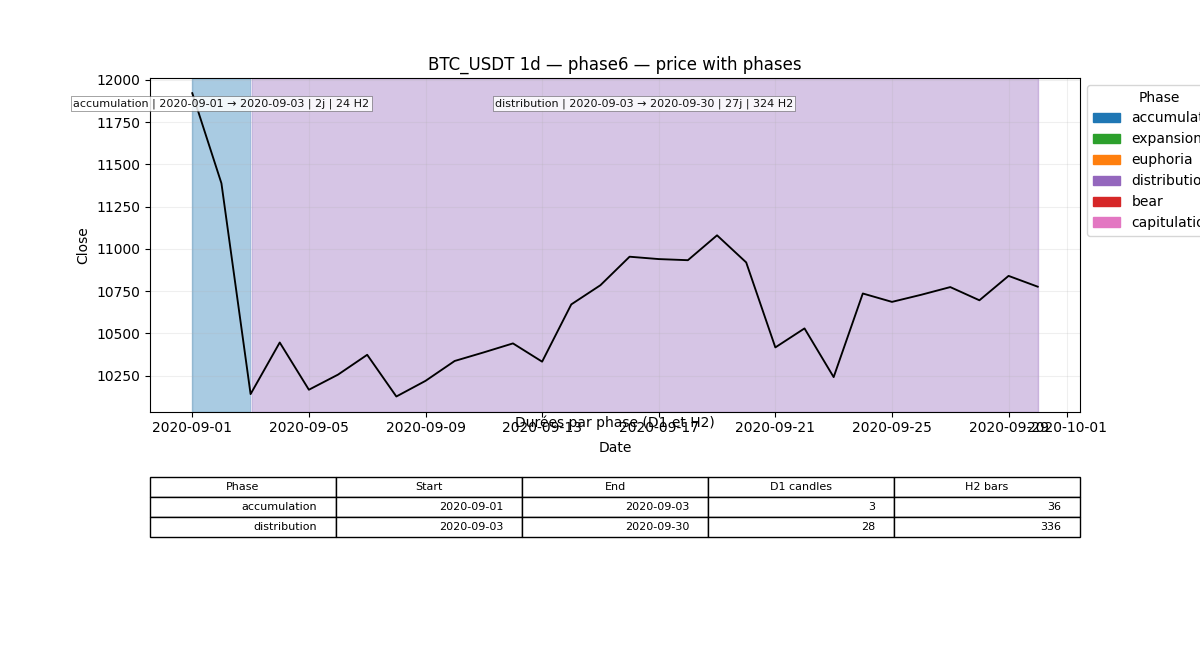 BTC_USDT 1d — phase6 — price with phases
12000
11750
11500
11250
11000
10750
10500
10250
Close
accumulation | 2020-09-01 → 2020-09-03 | 2j | 24 H2
distribution | 2020-09-03 → 2020-09-30 | 27j | 324 H2
Phase
accumulat
expansion
euphoria
distributio
bear
capitulatio
2020-09-01 2020-09-05 2020-09-09 2020-09-13 2020-09-17 2020-09-21 2020-09-25 2020-09-29 2020-10-01
Durées par phase (D1 et H2)
Date
Phase Start End D1 candles H2 bars
accumulation 2020-09-01 2020-09-03 3 36
distribution 2020-09-03 2020-09-30 28 336